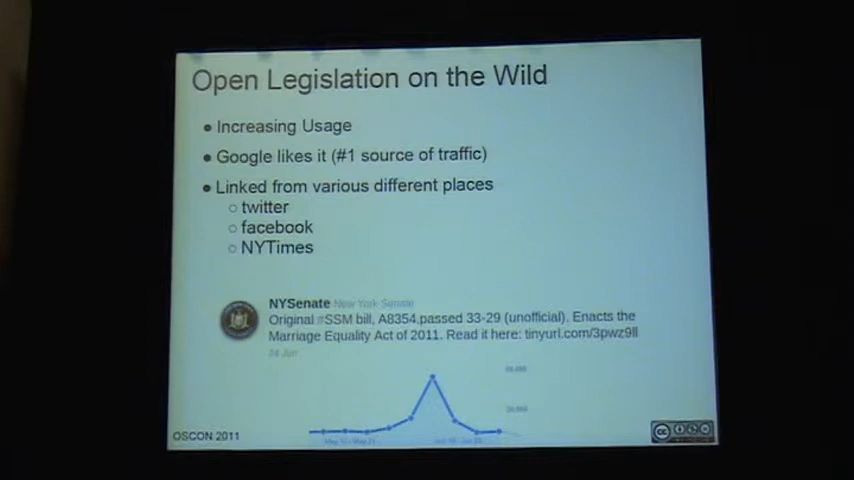 Open Legislation on the Wild
● Increasing Usage
● Google likes it (#1 source of traffic)
● Linked from various different places
○ twitter
○ facebook
○ NYTimes
NYSenate New York Senate
Original #SSM bill, A8354 passed 33-29 (unofficial). Enacts the
Marriage Equality Act of 2011. Read it here: tinyurl.com/3pwz9ll
24 Jun
OSCON 2011